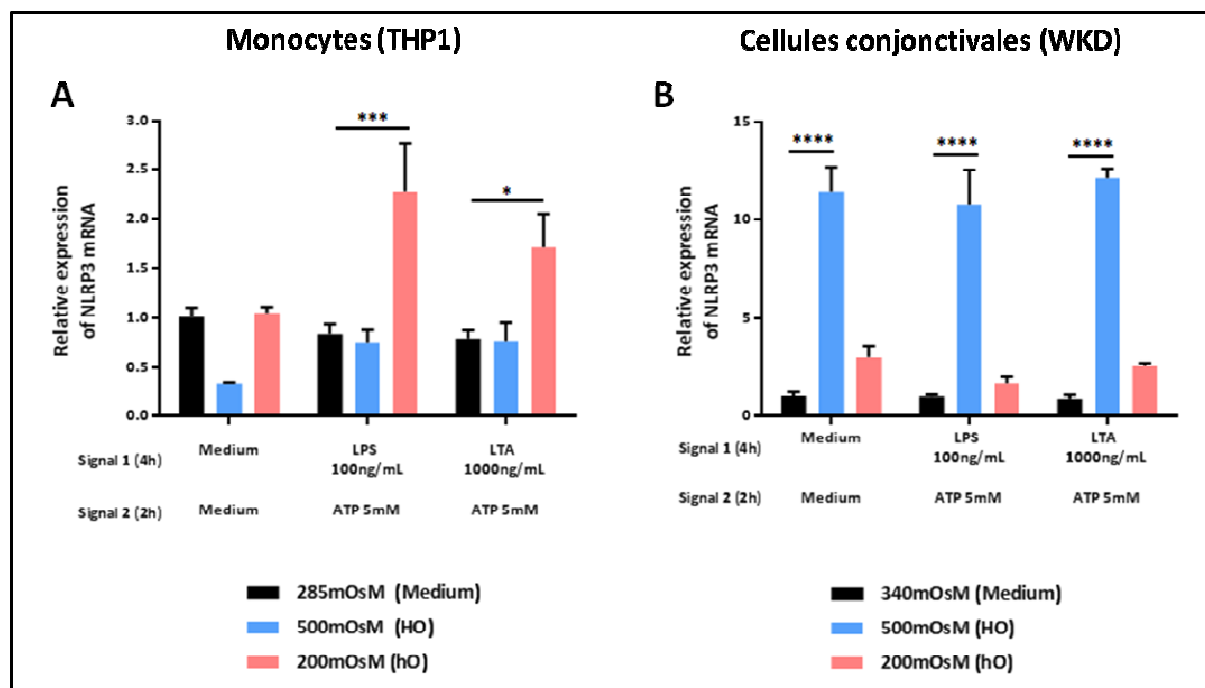 Monocytes (THP1)
Cellules conjonctivales (WKD)
A
Relative expression
of NLRP3 mRNA
3.0
2.5
2.0
1.5
1.0
0.5
0.0
***
*
Signal 1 (4h)
Medium
LPS
100ng/mL
LTA
1000ng/mL
Signal 2 (2h)
Medium
ATP 5mM
ATP 5mM
285mOsM (Medium)
500mOsM (HO)
200mOsM (hO)
B
Relative expression
of NLRP3 mRNA
15
10
5
0
****
****
****
Signal 1 (4h)
Medium
LPS
100ng/mL
LTA
1000ng/mL
Signal 2 (2h)
Medium
ATP 5mM
ATP 5mM
340mOsM (Medium)
500mOsM (HO)
200mOsM (hO)